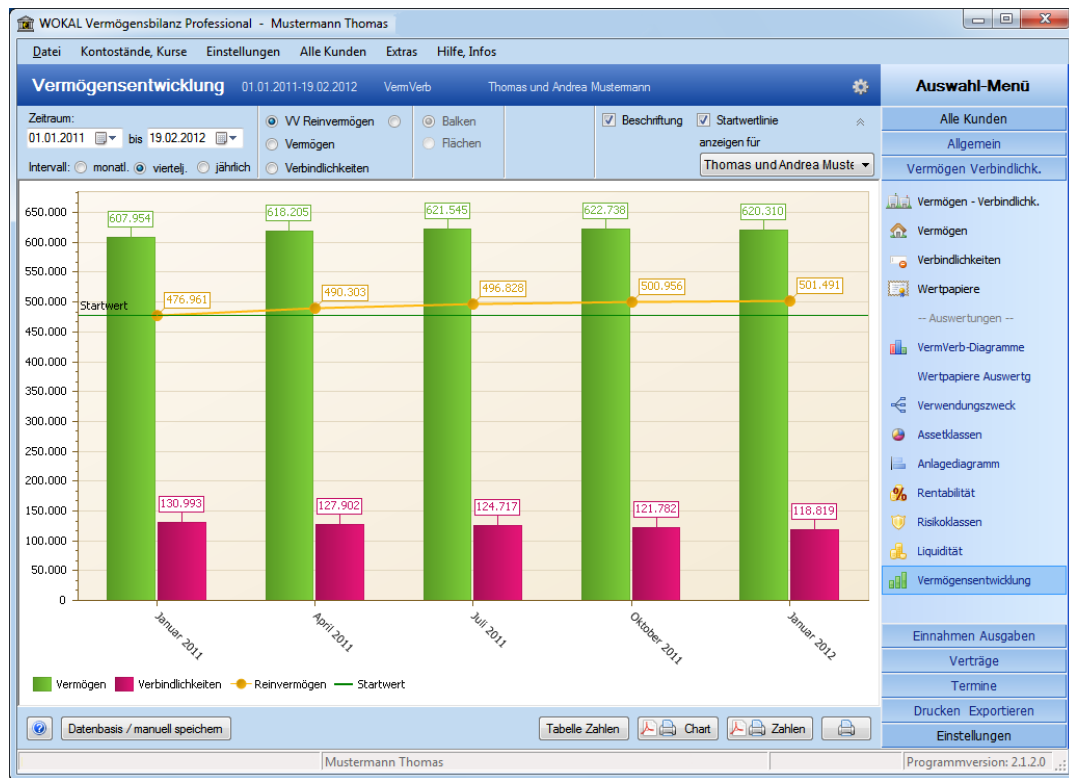 WOKAL Vermögensbilanz Professional - Mustermann Thomas
Datei Kontostände, Kurse Einstellungen Alle Kunden Extras Hilfe, Infos
Vermögensentwicklung 01.01.2011-19.02.2012 VermVerb Thomas und Andrea Mustermann
Zeitraum:
01.01.2011 bis 19.02.2012
Intervall: monatl. viertelj. jährlich
VV Reinvermögen
Vermögen
Verbindlichkeiten
Balken
Flächen
Beschriftung Startwertlinie
anzeigen für
Thomas und Andrea Muste
650.000
600.000
550.000
500.000
450.000
400.000
350.000
300.000
250.000
200.000
150.000
100.000
50.000
0
607.954 618.205 621.545 622.738 620.310
Startwert
476.961 490.303 496.828 500.956 501.491
130.993 127.902 124.717 121.782 118.819
Januar 2011 April 2011 Juli 2011 Oktober 2011 Januar 2012
Vermögen Verbindlichkeiten Reinvermögen Startwert
Datenbasis / manuell speichern Tabelle Zahlen Chart Zahlen
Auswahl-Menü
Alle Kunden
Allgemein
Vermögen Verbindlichk.
Vermögen - Verbindlichk.
Vermögen
Verbindlichkeiten
Wertpapiere
-- Auswertungen --
VermVerb-Diagramme
Wertpapiere Auswertg
Verwendungszweck
Assetklassen
Anlagediagramm
Rentabilität
Risikoklassen
Liquidität
Vermögensentwicklung
Einnahmen Ausgaben
Verträge
Termine
Drucken Exportieren
Einstellungen
Mustermann Thomas
Programmversion: 2.1.2.0